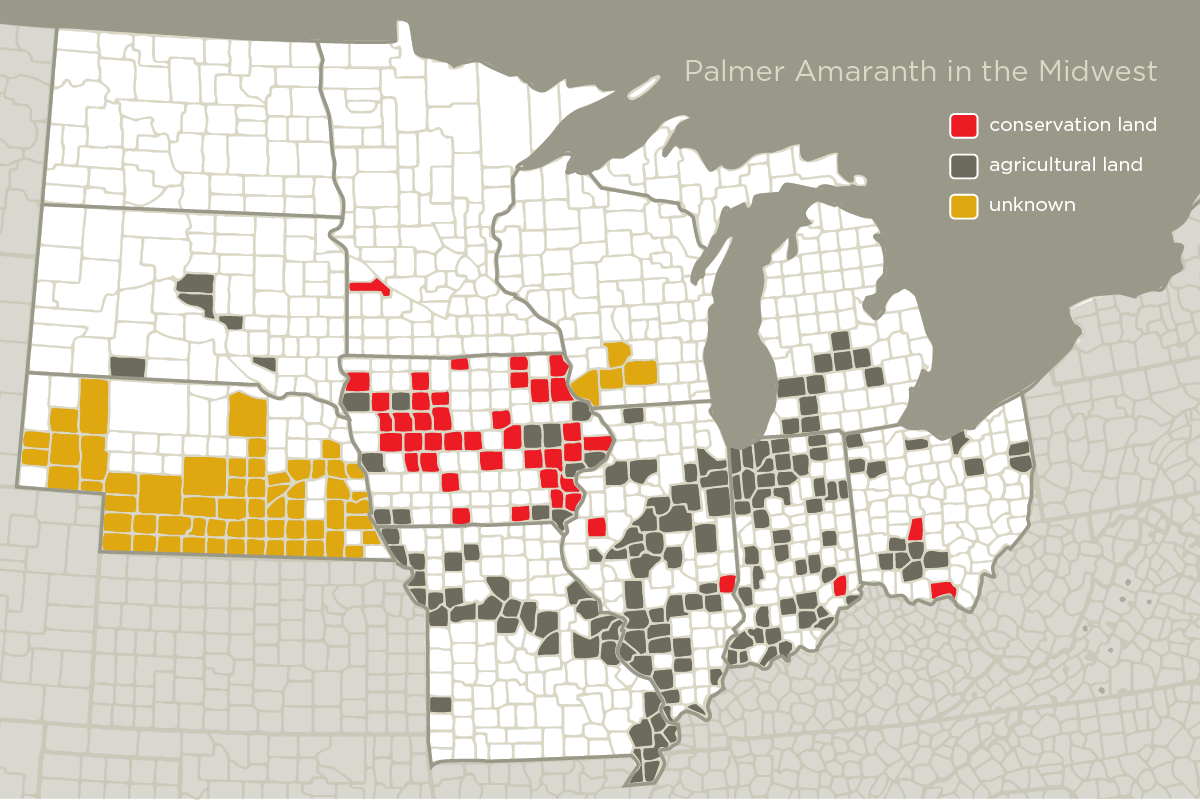 Palmer Amaranth in the Midwest
conservation land
agricultural land
unknown